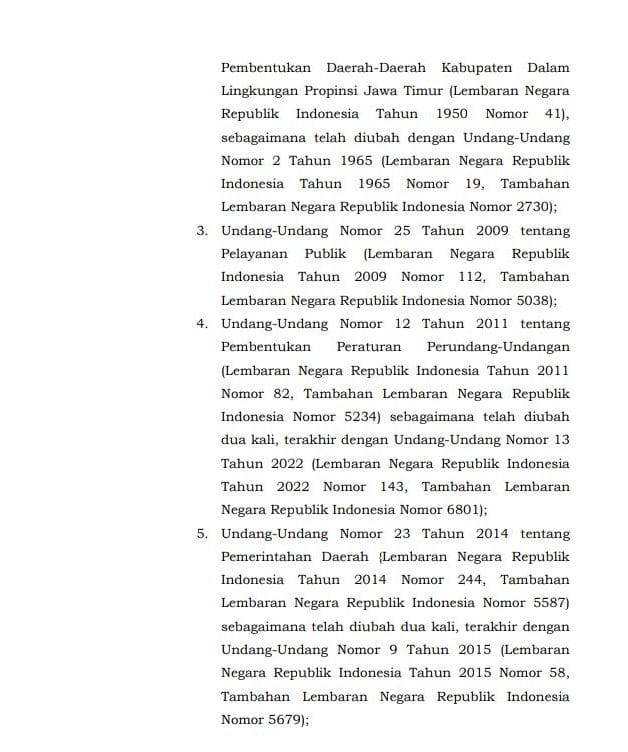 Pembentukan Daerah-Daerah Kabupaten Dalam
Lingkungan Propinsi Jawa Timur (Lembaran Negara
Republik Indonesia Tahun 1950 Nomor 41),
sebagaimana telah diubah dengan Undang-Undang
Nomor 2 Tahun 1965 (Lembaran Negara Republik
Indonesia Tahun 1965 Nomor 19, Tambahan
Lembaran Negara Republik Indonesia Nomor 2730);
3. Undang-Undang Nomor 25 Tahun 2009 tentang
Pelayanan Publik (Lembaran Negara Republik
Indonesia Tahun 2009 Nomor 112, Tambahan
Lembaran Negara Republik Indonesia Nomor 5038);
4. Undang-Undang Nomor 12 Tahun 2011 tentang
Pembentukan Peraturan Perundang-Undangan
(Lembaran Negara Republik Indonesia Tahun 2011
Nomor 82, Tambahan Lembaran Negara Republik
Indonesia Nomor 5234) sebagaimana telah diubah
dua kali, terakhir dengan Undang-Undang Nomor 13
Tahun 2022 (Lembaran Negara Republik Indonesia
Tahun 2022 Nomor 143, Tambahan Lembaran
Negara Republik Indonesia Nomor 6801);
5. Undang-Undang Nomor 23 Tahun 2014 tentang
Pemerintahan Daerah {Lembaran Negara Republik
Indonesia Tahun 2014 Nomor 244, Tambahan
Lembaran Negara Republik Indonesia Nomor 5587)
sebagaimana telah diubah dua kali, terakhir dengan
Undang-Undang Nomor 9 Tahun 2015 (Lembaran
Negara Republik Indonesia Tahun 2015 Nomor 58,
Tambahan Lembaran Negara Republik Indonesia
Nomor 5679);